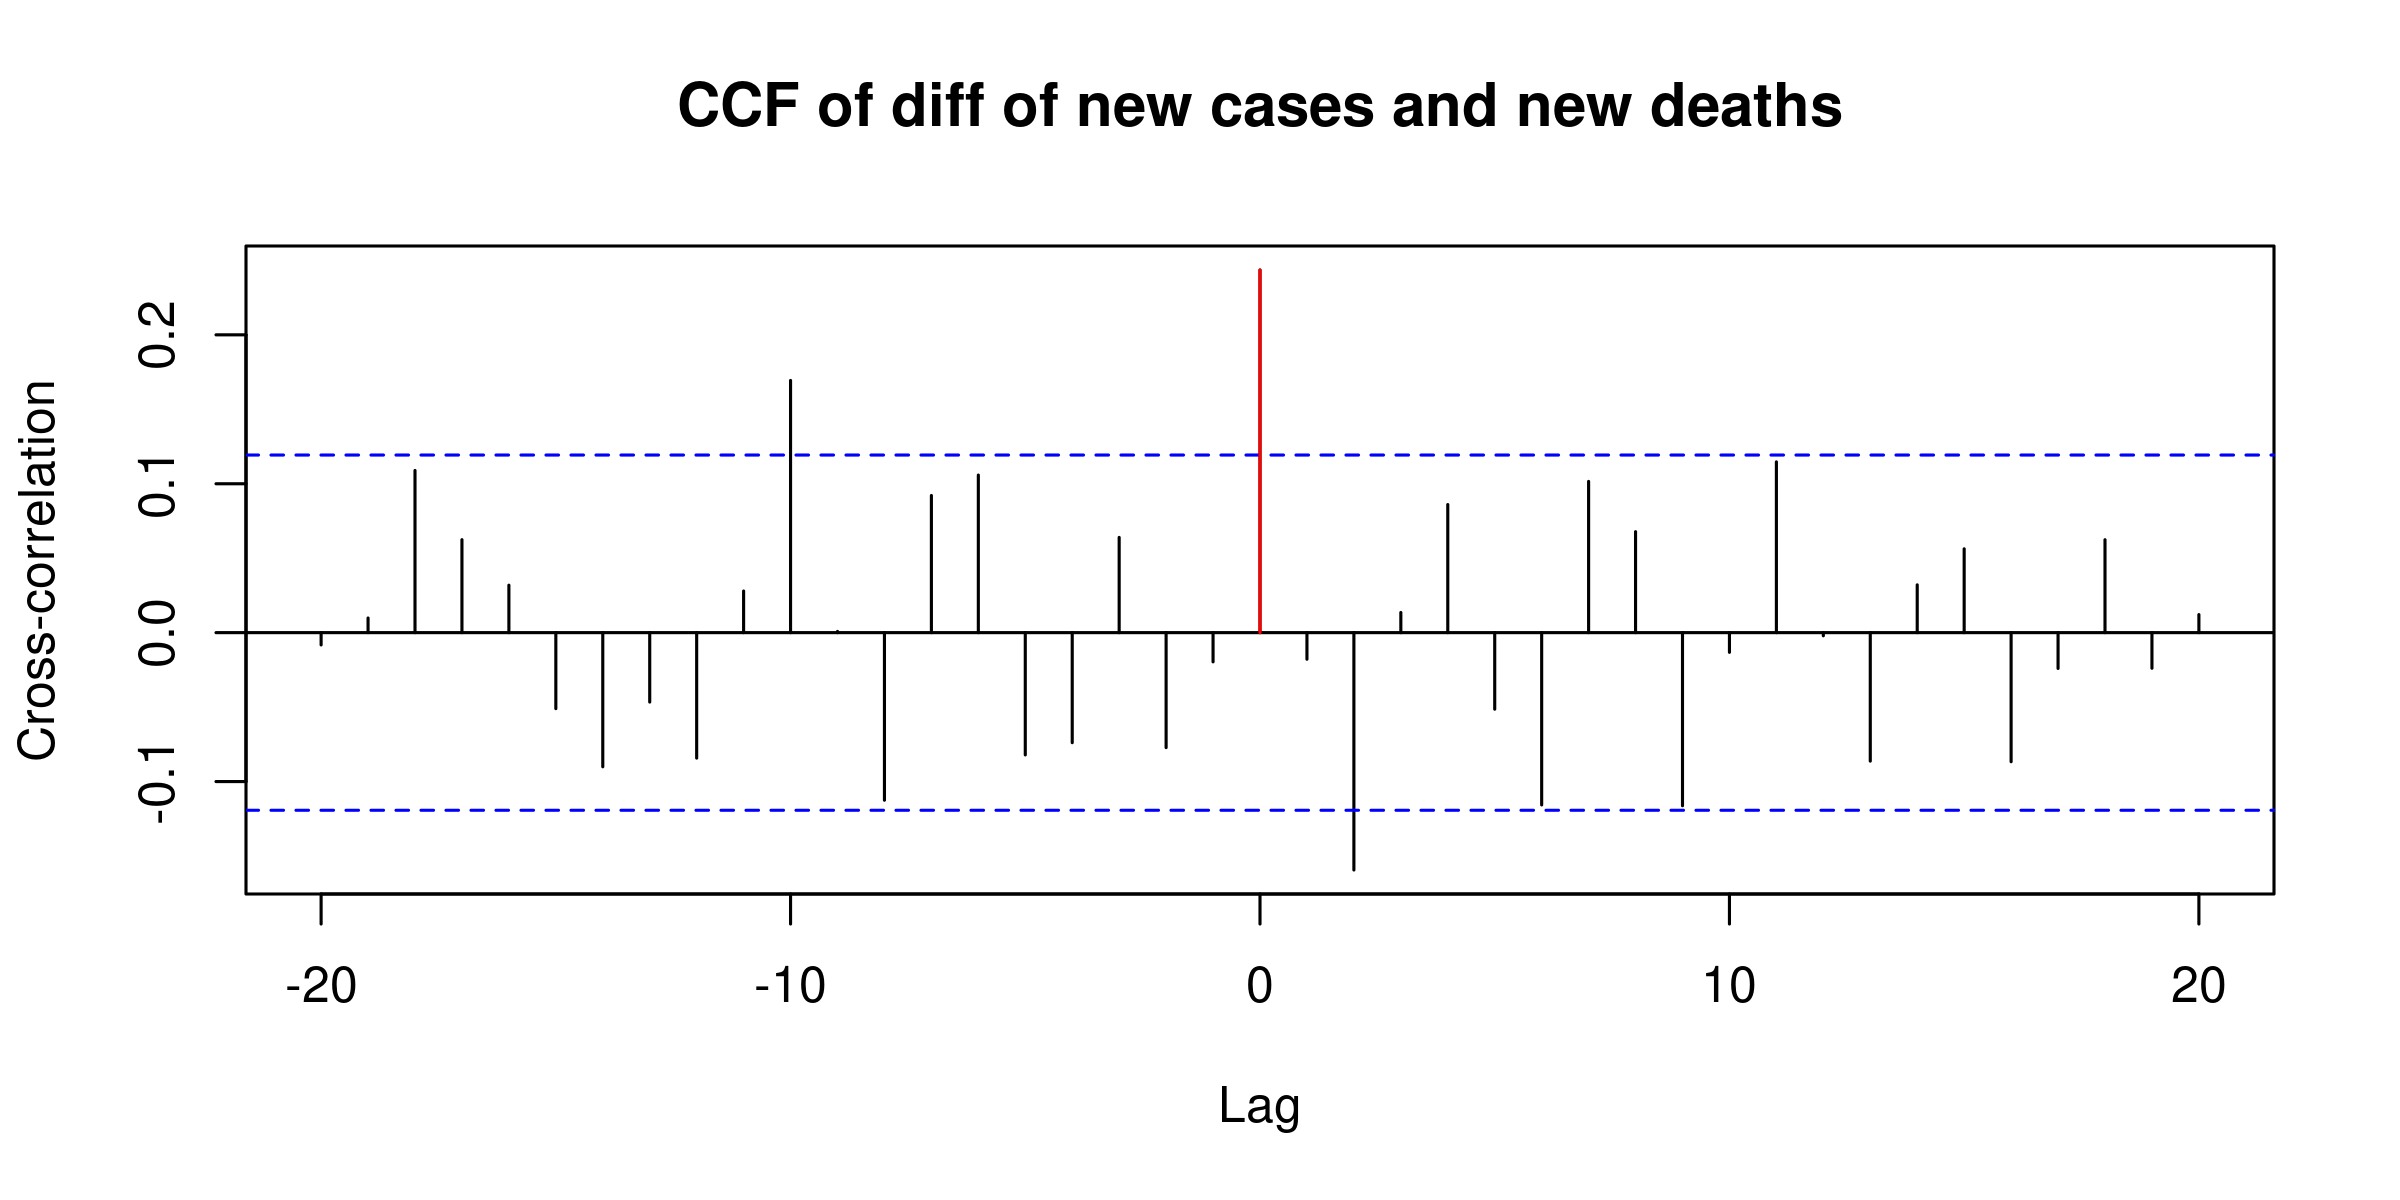 CCF of diff of new cases and new deaths
Cross-correlation
0.2
0.1
0.0
-0.1
-20 -10 0 10 20
Lag